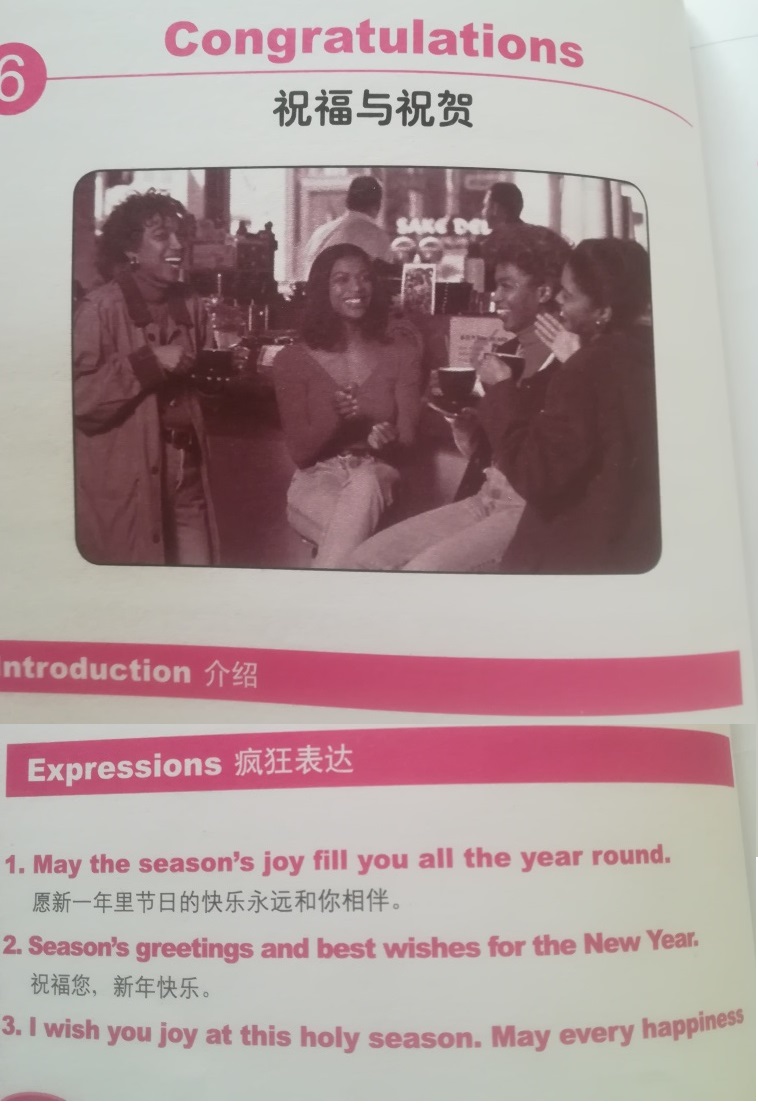 Congratulations
6
祝福与祝贺
Introduction 介绍
Expressions 疯狂表达
1. May the season's joy fill you all the year round.
愿新一年里节日的快乐永远和你相伴。
2. Season's greetings and best wishes for the New Year.
祝福您，新年快乐。
3. I wish you joy at this holy season. May every happiness